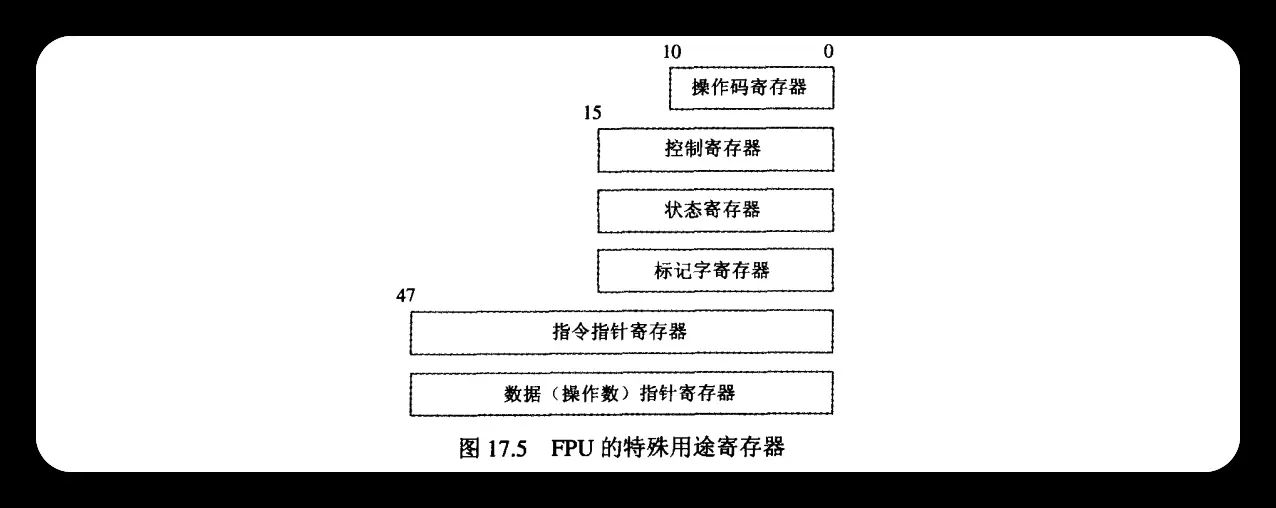 10 0
操作码寄存器
15
控制寄存器
状态寄存器
标记字寄存器
47
指令指针寄存器
数据（操作数）指针寄存器
图 17.5 FPU 的特殊用途寄存器